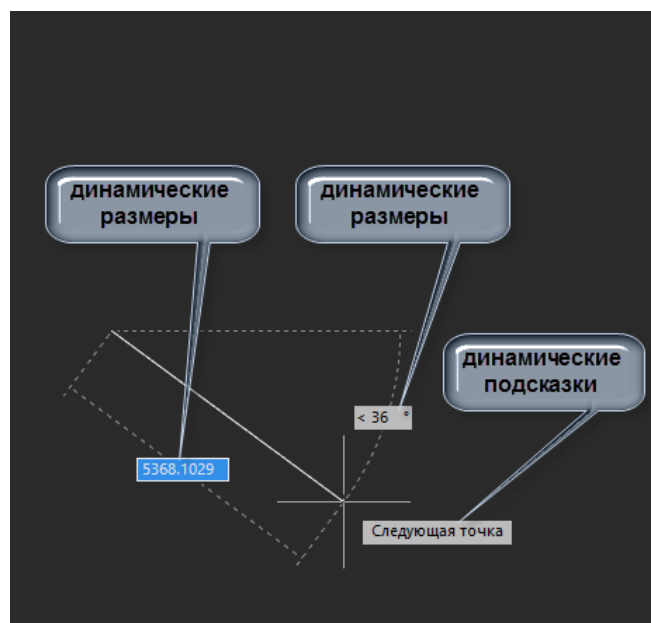 динамические
размеры
динамические
размеры
динамические
подсказки
< 36 °
5368.1029
Следующая точка